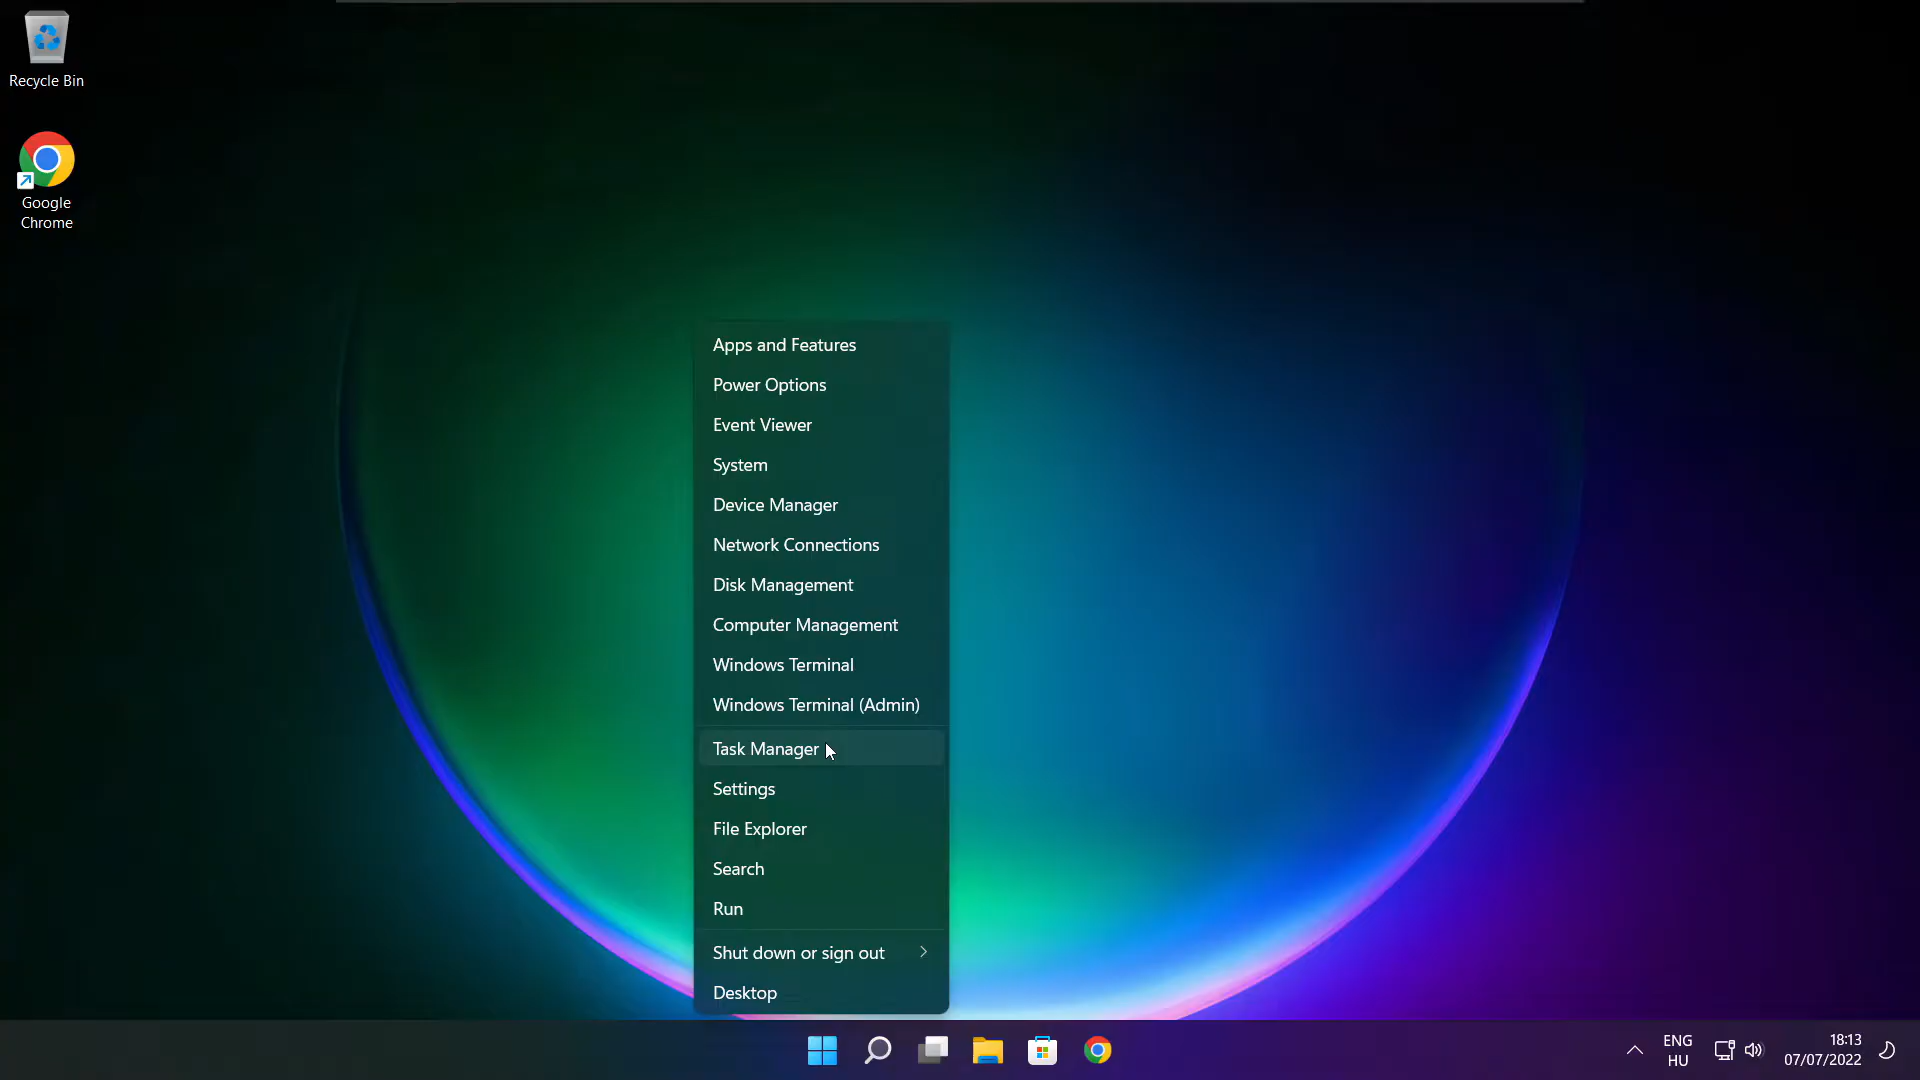 Recycle Bin
Google
Chrome
Apps and Features
Power Options
Event Viewer
System
Device Manager
Network Connections
Disk Management
Computer Management
Windows Terminal
Windows Terminal (Admin)
Task Manager
Settings
File Explorer
Search
Run
Shut down or sign out
Desktop
ENG
HU
18:13
07/07/2022